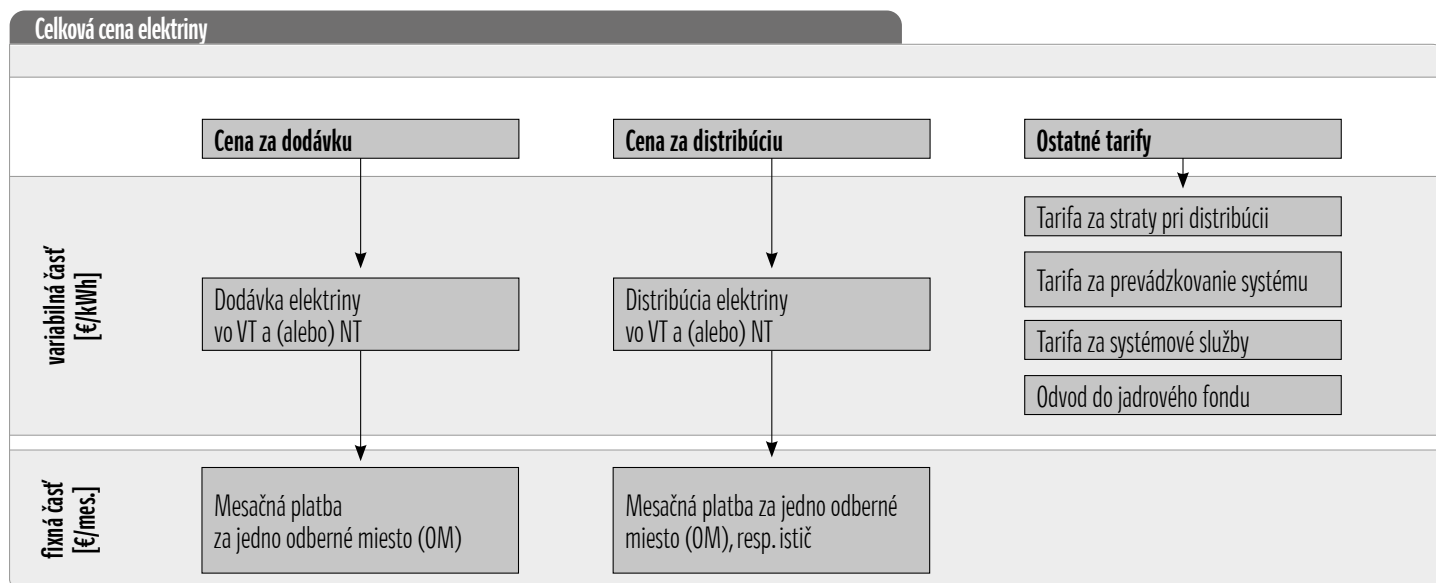 Celková cena elektriny
Cena za dodávku
Cena za distribúciu
Ostatné tarify
variabilná časť
[€/kWh]
Dodávka elektriny
vo VT a (alebo) NT
Distribúcia elektriny
vo VT a (alebo) NT
Tarifa za straty pri distribúcii
Tarifa za prevádzkovanie systému
Tarifa za systémové služby
Odvod do jadrového fondu
fixná časť
[€/mes.]
Mesačná platba
za jedno odberné miesto (OM)
Mesačná platba za jedno odberné
miesto (OM), resp. istič